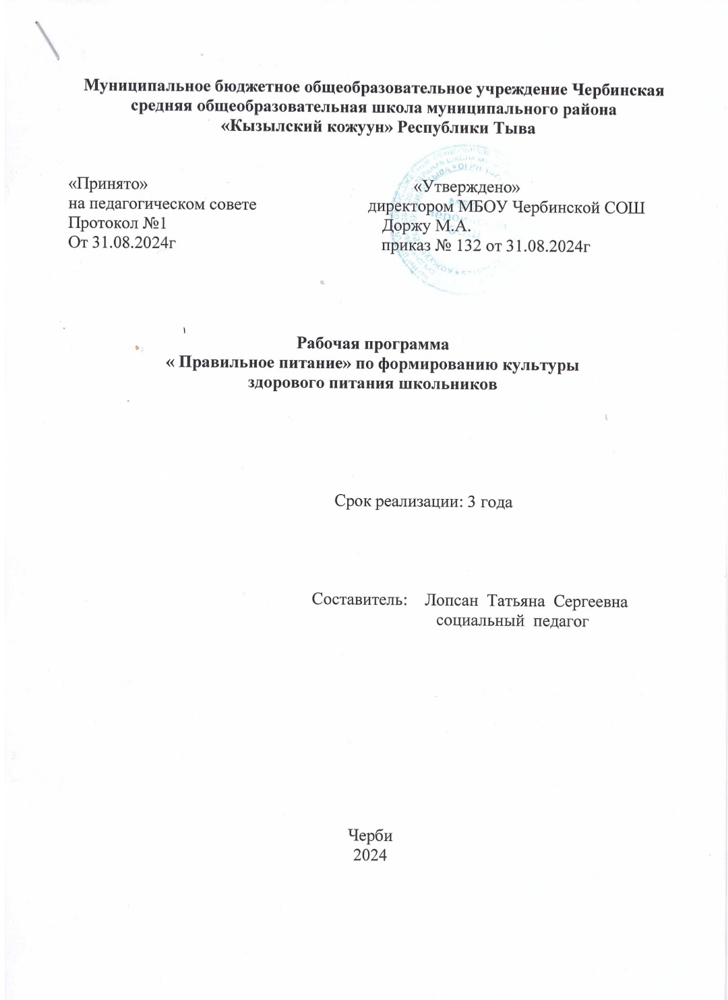 Муниципальное бюджетное общеобразовательное учреждение Чербинская
средняя общеобразовательная школа муниципального района
«Кызылский кожуун» Республики Тыва
«Принято»
на педагогическом совете
Протокол №1
От 31.08.2024г
«Утверждено»
директором МБОУ Чербинской СОШ
Доржу М.А.
приказ № 132 от 31.08.2024г
Рабочая программа
« Правильное питание» по формированию культуры
здорового питания школьников
Срок реализации: 3 года
Составитель: Лопсан Татьяна Сергеевна
социальный педагог
Черби
2024